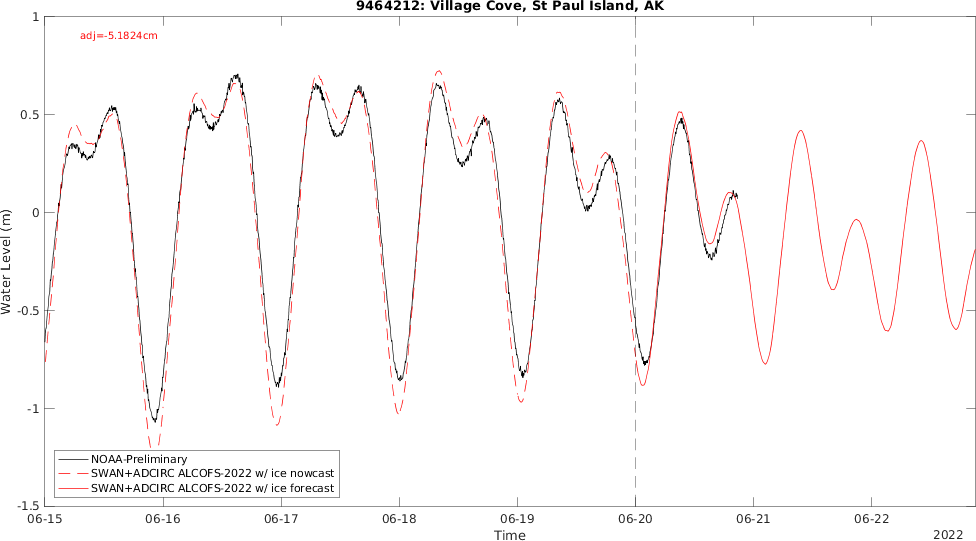 9464212: Village Cove, St Paul Island, AK
adj=-5.1824cm
1
0.5
0
-0.5
-1
-1.5
Water Level (m)
NOAA-Preliminary
SWAN+ADCIRC ALCOFS-2022 w/ ice nowcast
SWAN+ADCIRC ALCOFS-2022 w/ ice forecast
06-15 06-16 06-17 06-18 06-19 06-20 06-21 06-22
Time
2022